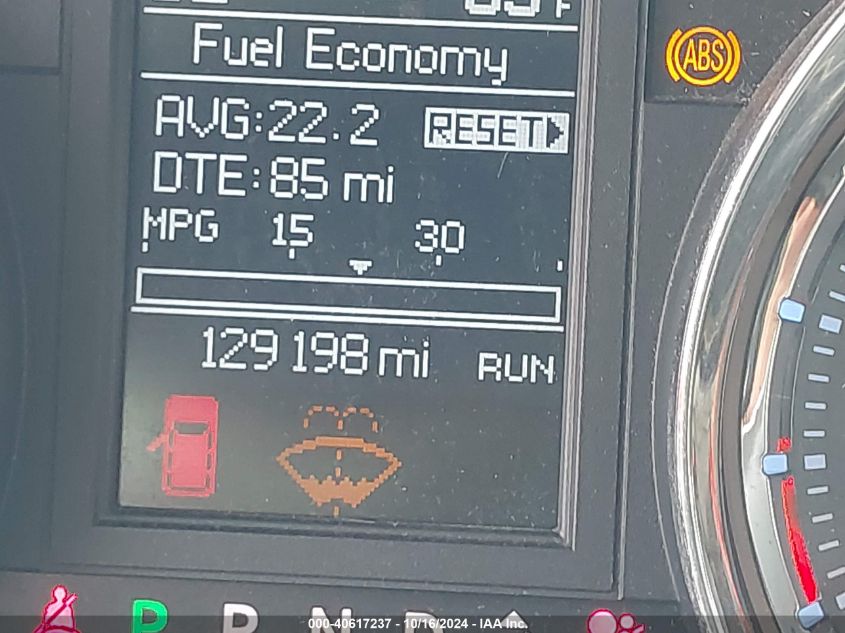 Fuel Economy
ABS
AVG:22.2 RESET
DTE:85 mi
MPG 15 30
129198 mi RUN
P R N D
000-40617237 - 10/16/2024 - IAA Inc.